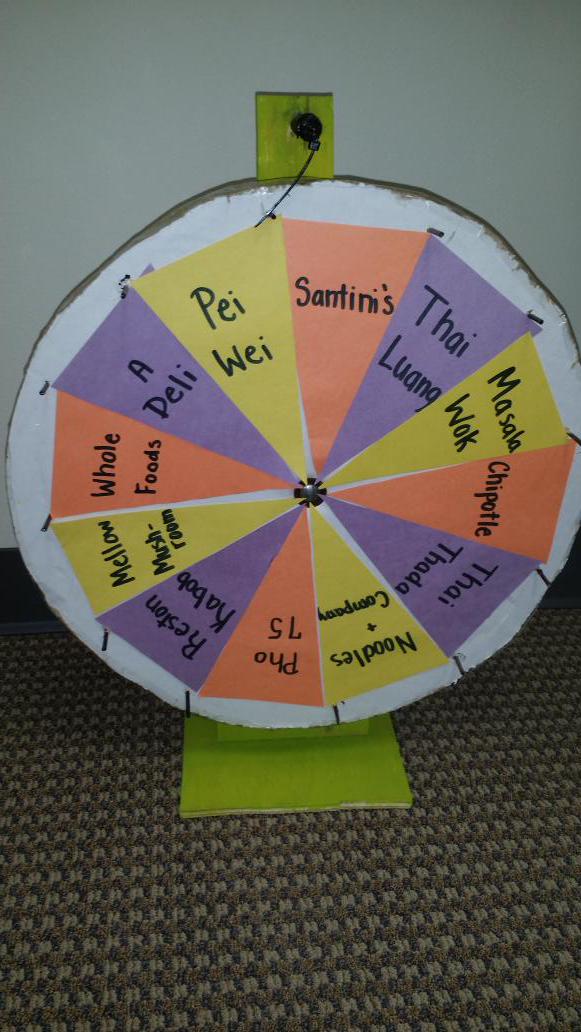 Pei
Wei
Santini's
Thai
Luang
Masala
Wok
Chipotle
Thai
Thada
Noodles
+
Company
Pho
75
Reston
Kabob
Mellow
Mush-
room
Whole
Foods
A
Deli